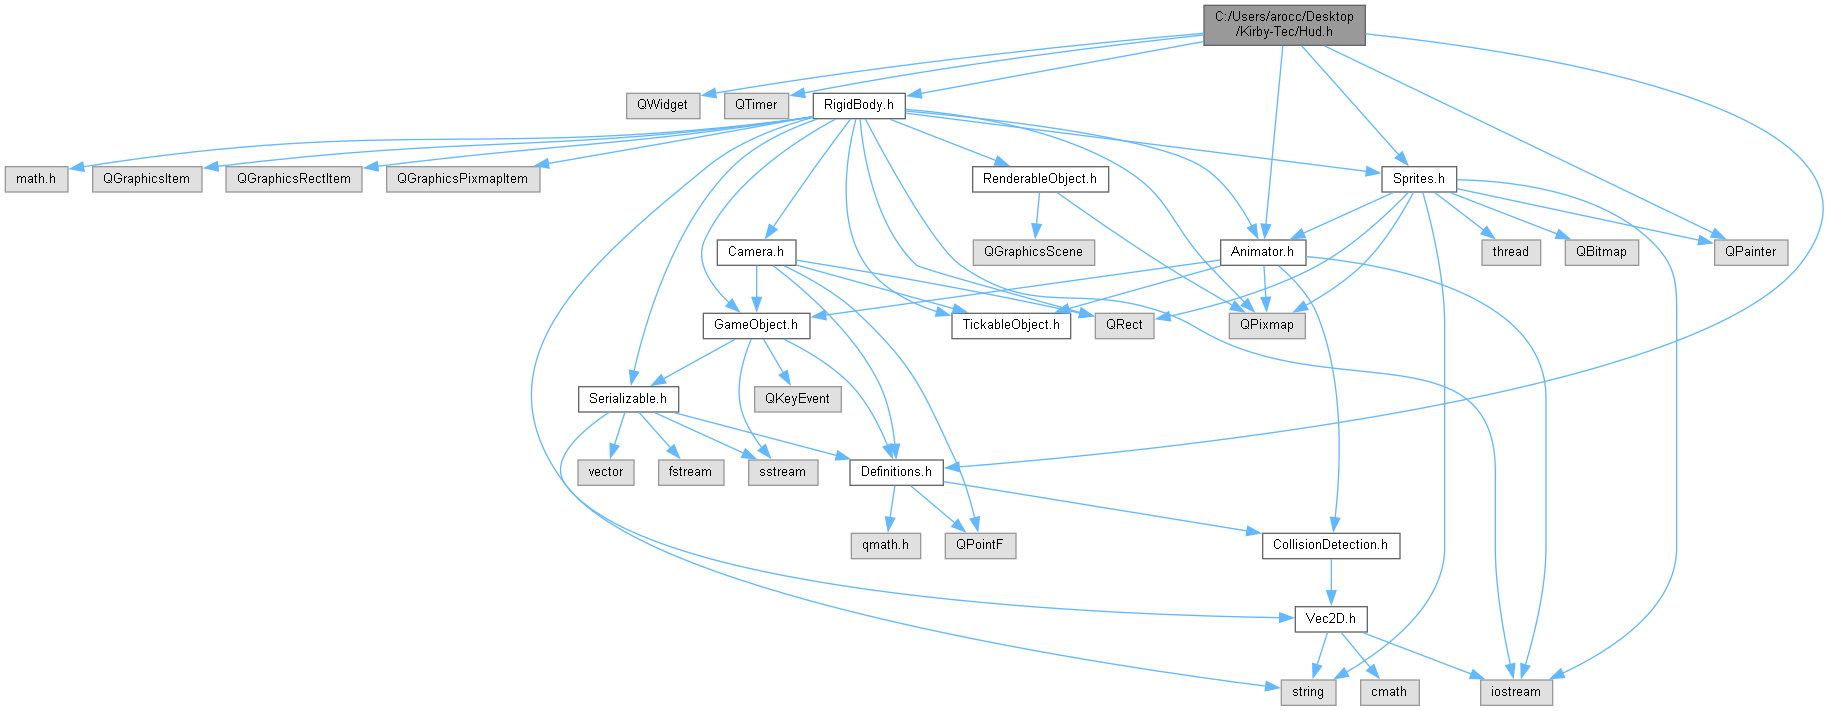 C:/Users/arocc/Desktop
/Kirby-Tec/Hud.h
QWidget
QTimer
RigidBody.h
math.h
QGraphicsItem
QGraphicsRectItem
QGraphicsPixmapItem
RenderableObject.h
Sprites.h
Camera.h
QGraphicsScene
Animator.h
thread
QBitmap
QPainter
GameObject.h
TickableObject.h
QRect
QPixmap
Serializable.h
QKeyEvent
vector
fstream
sstream
Definitions.h
qmath.h
QPointF
CollisionDetection.h
Vec2D.h
string
cmath
iostream